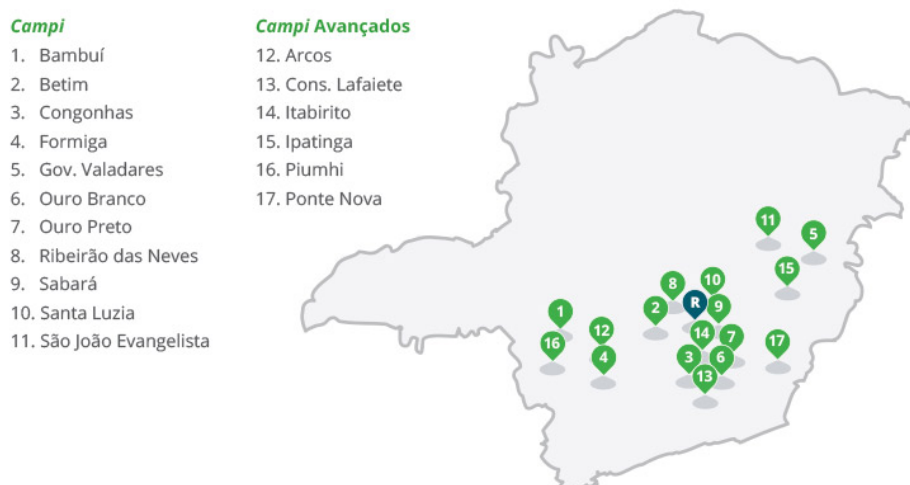 Campi
1. Bambuí
2. Betim
3. Congonhas
4. Formiga
5. Gov. Valadares
6. Ouro Branco
7. Ouro Preto
8. Ribeirão das Neves
9. Sabará
10. Santa Luzia
11. São João Evangelista
Campi Avançados
12. Arcos
13. Cons. Lafaiete
14. Itabirito
15. Ipatinga
16. Piumhi
17. Ponte Nova
11
5
15
10
8
R
9
2
1
12
14
7
17
16
4
3
6
13